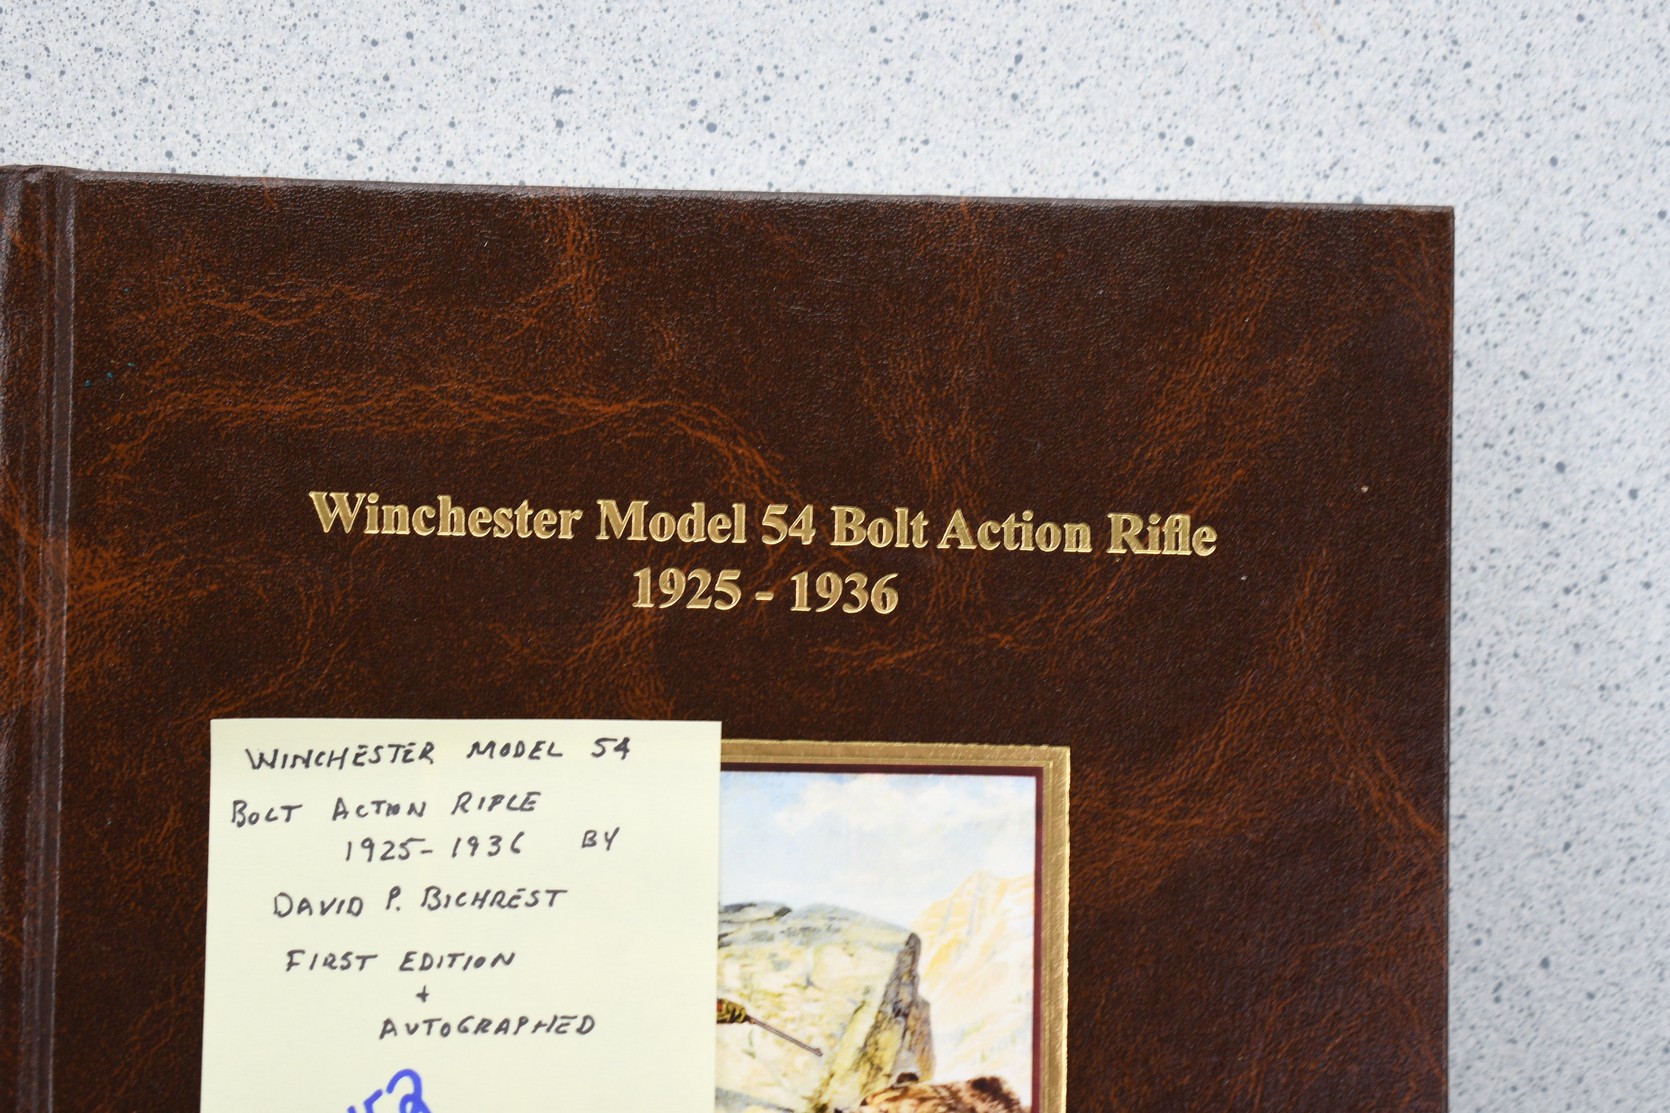 Winchester Model 54 Bolt Action Rifle
1925 - 1936
WINCHESTER MODEL 54
BOLT ACTION RIFLE
1925-1936 BY
DAVID P. BICHREST
FIRST EDITION
+
AUTOGRAPHED